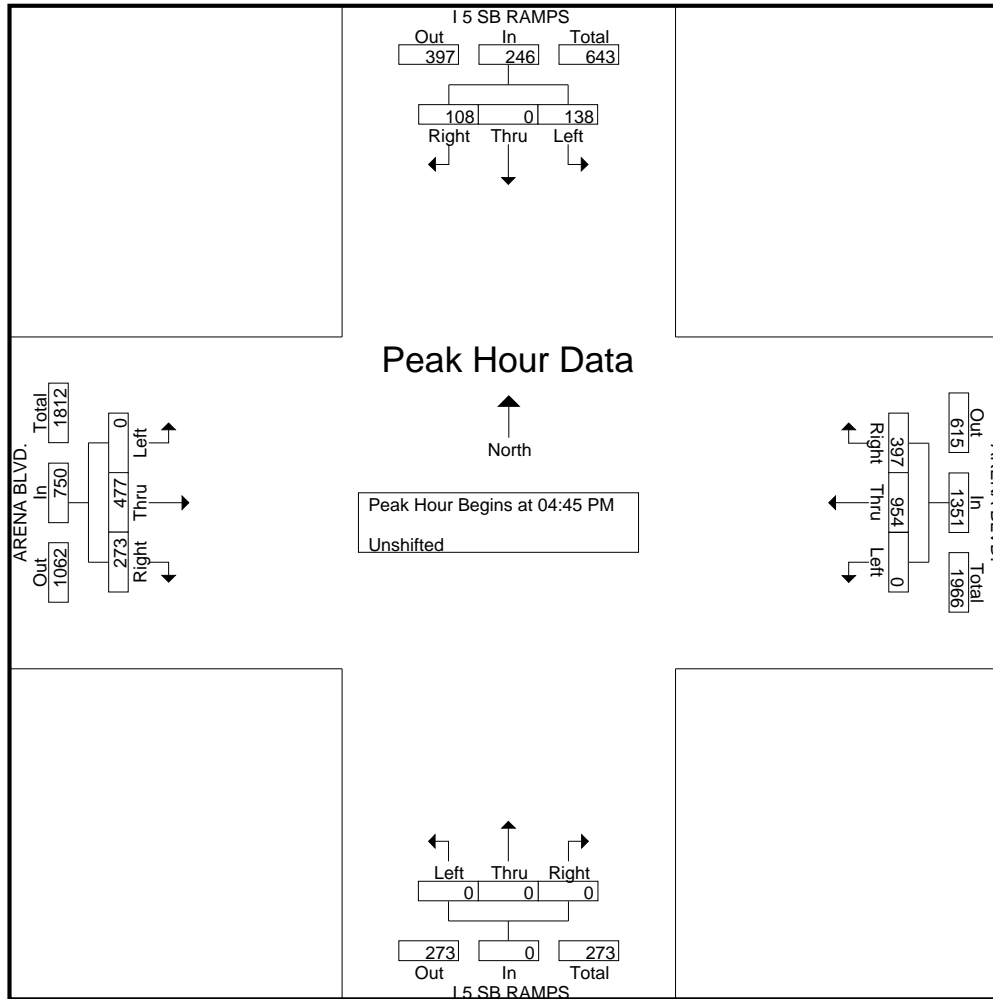 I 5 SB RAMPS
Out In Total
397 246 643
108 0 138
Right Thru Left
Peak Hour Data
North
Peak Hour Begins at 04:45 PM
Unshifted
ARENA BLVD.
Total In Out
1812 750 1062
0 477 273
Left Thru Right
Right Thru Left
397 954 0
Out In Total
615 1351 1966
Left Thru Right
0 0 0
273 0 273
Out In Total
I 5 SB RAMPS